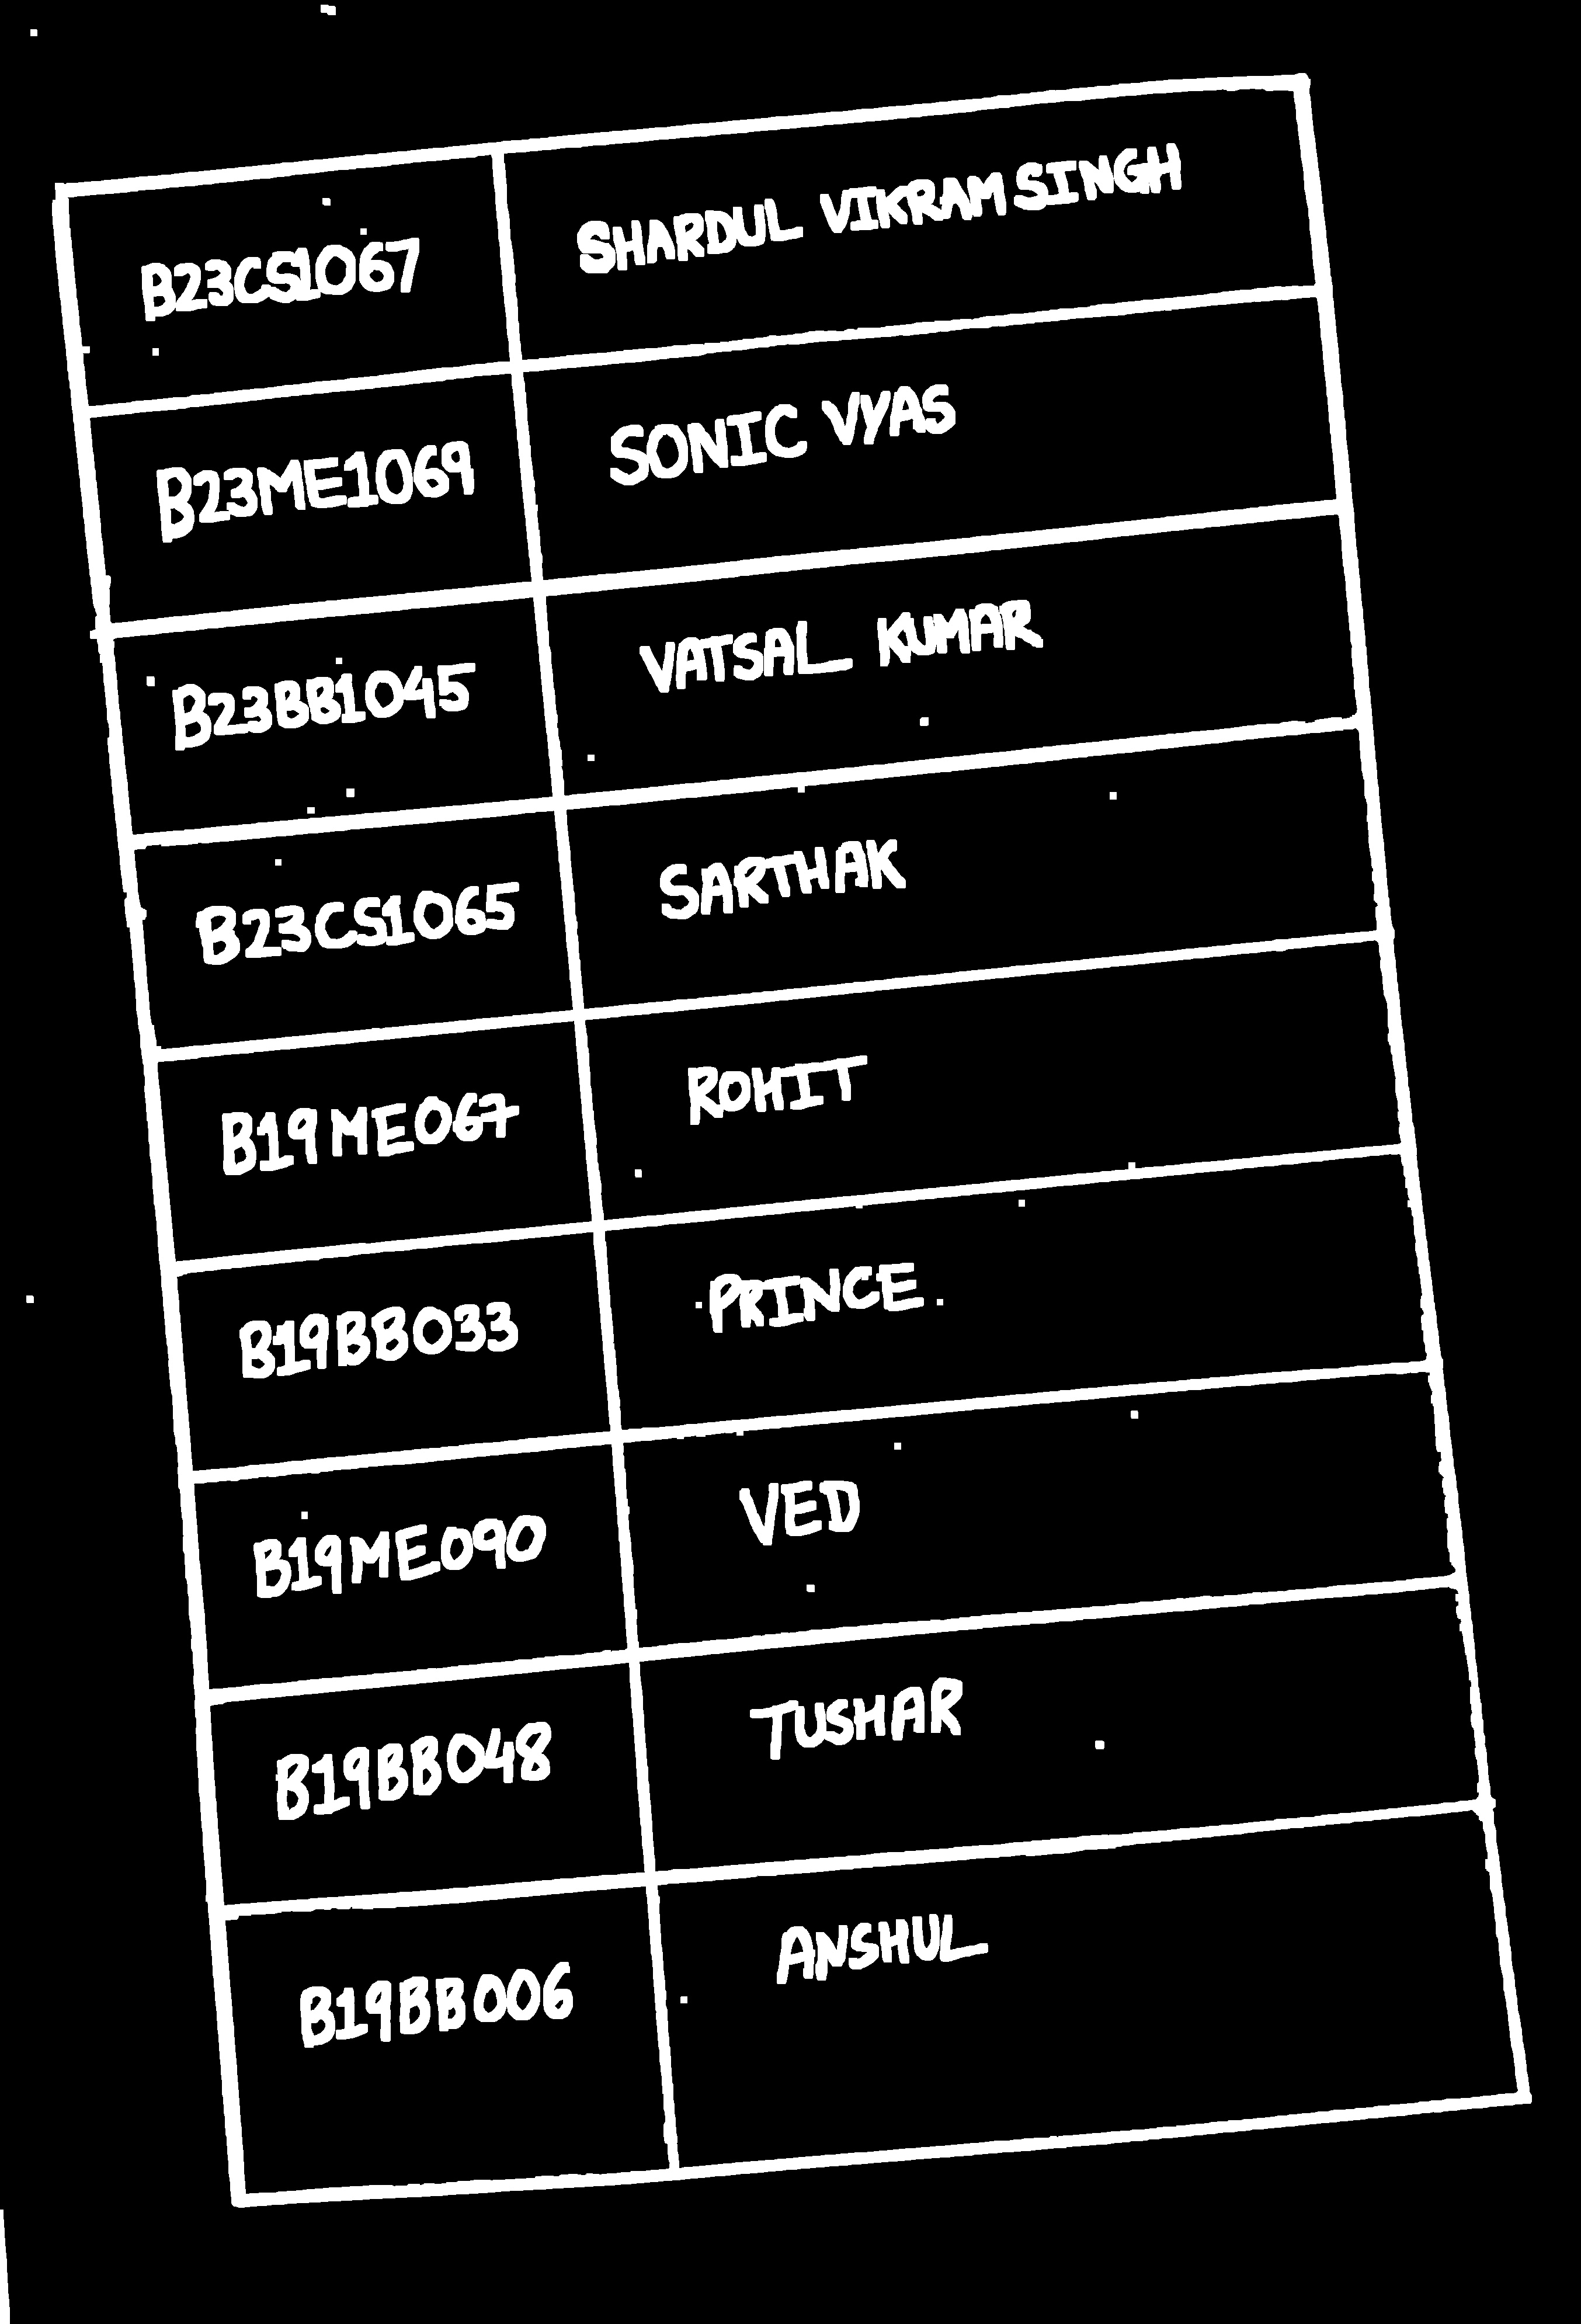 B23CS1067 SHARDUL VIKRAM SINGH
B23ME1069 SONIC VYAS
B23BB1045 VATSAL KUMAR
B23CS1065 SARTHAK
B19ME067 ROHIT
B19BB033 PRINCE
B19ME090 VED
B19BB048 TUSHAR
B19BB006 ANSHUL